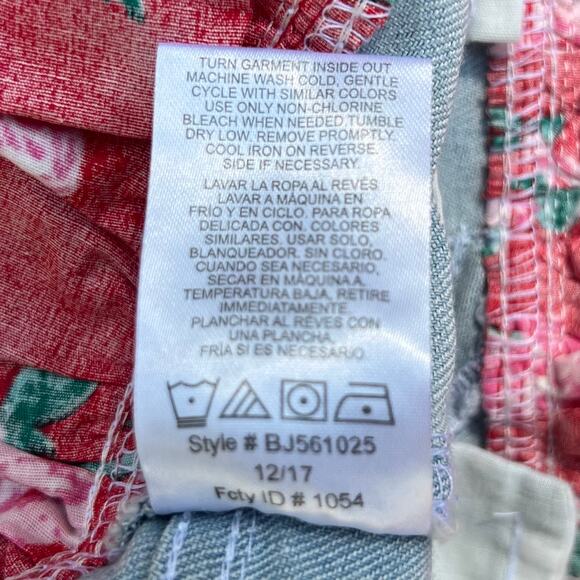 TURN GARMENT INSIDE OUT
MACHINE WASH COLD, GENTLE
CYCLE WITH SIMILAR COLORS
USE ONLY NON-CHLORINE
BLEACH WHEN NEEDED TUMBLE
DRY LOW. REMOVE PROMPTLY.
COOL IRON ON REVERSE
SIDE IF NECESSARY.
LAVAR LA ROPA AL REVÉS
LAVAR A MÁQUINA EN
FRÍO Y EN CICLO. PARA ROPA
DELICADA CON. COLORES
SIMILARES. USAR SOLO,
BLANQUEADOR. SIN CLORO.
CUANDO SEA NECESARIO,
SECAR EN MÁQUINA A.
TEMPERATURA BAJA, RETIRE
IMMEDIATAMENTE.
PLANCHAR AL RÉVES CON
UNA PLANCHA.
FRÍA SI ES NECESARIO
Style # BJ561025
12/17
Fcty ID # 1054